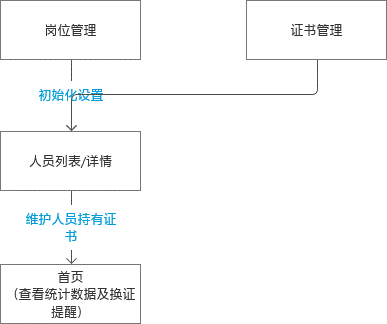 岗位管理
证书管理
初始化设置
人员列表/详情
维护人员持有证
书
首页
（查看统计数据及换证
提醒）